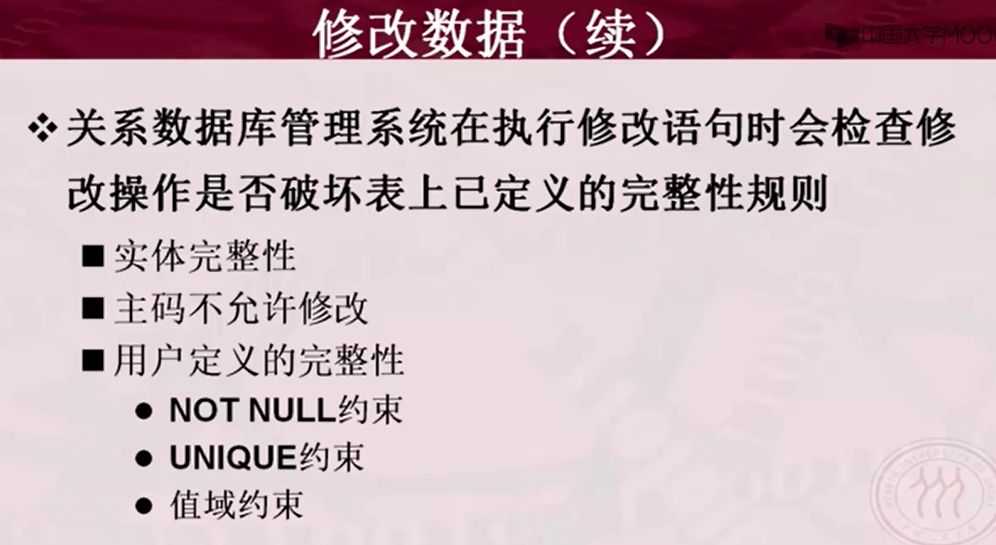 修改数据（续）
中国大学MOO
❖关系数据库管理系统在执行修改语句时会检查修
改操作是否破坏表上已定义的完整性规则
■实体完整性
■主码不允许修改
■用户定义的完整性
● NOT NULL约束
● UNIQUE约束
● 值域约束